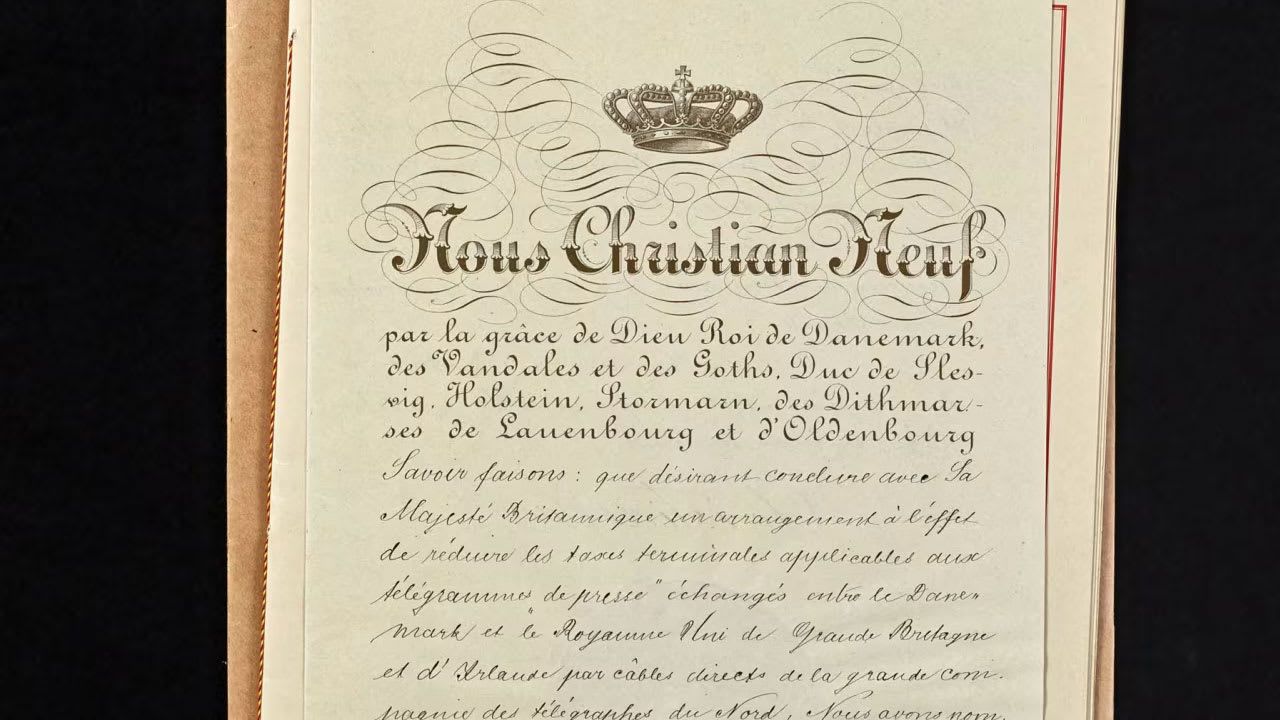 Nous Christian Neuf
par la grâce de Dieu Roi de Danemark,
des Vandales et des Goths, Duc de Sles-
vig, Holstein, Stormarn, des Dithmar-
ses de Lauenbourg et d'Oldenbourg
Savoir faisons: que désirant conclure avec Sa
Majesté Britannique un arrangement à l'effet
de réduire les taxes terminales applicables aux
télégrammes de presse" échangés entre le Dane-
mark et "le Royaume Uni de Grande Bretagne
et d'Irlande par câbles directs de la grande com-
pagnie des télégraphes du Nord, Nous avons nom-